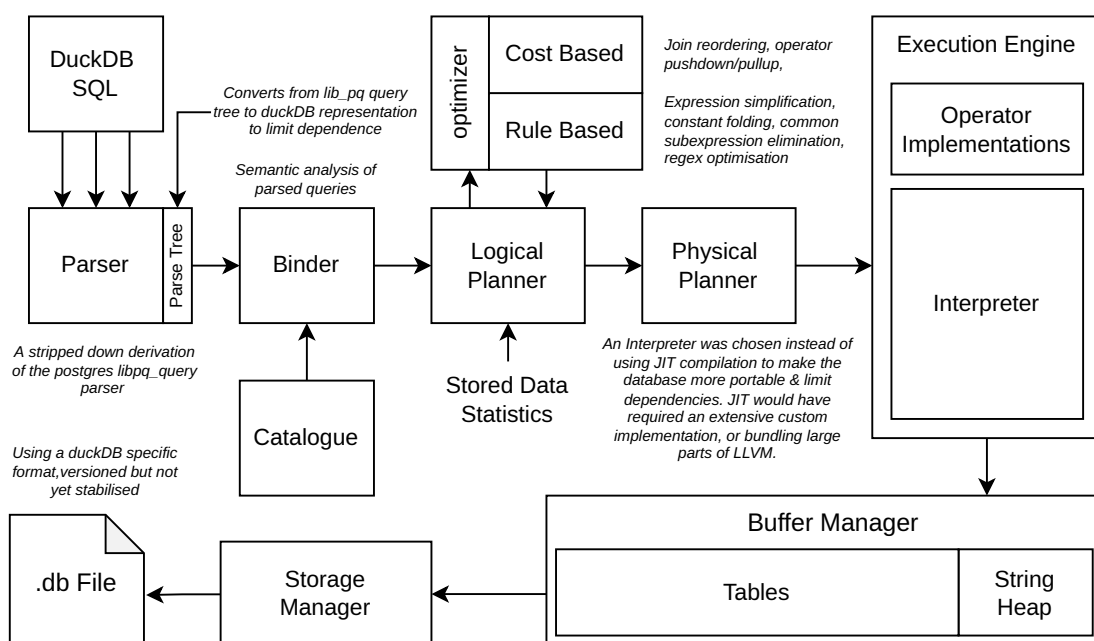 DuckDB
SQL
Converts from lib_pq query
tree to duckDB representation
to limit dependence
optimizer
Cost Based
Rule Based
Join reordering, operator
pushdown/pullup,
Expression simplification,
constant folding, common
subexpression elimination,
regex optimisation
Execution Engine
Operator
Implementations
Interpreter
Semantic analysis of
parsed queries
Parser
Parse Tree
Binder
Logical
Planner
Physical
Planner
A stripped down derivation
of the postgres libpq_query
parser
Catalogue
Stored Data
Statistics
An Interpreter was chosen instead of
using JIT compilation to make the
database more portable & limit
dependencies. JIT would have
required an extensive custom
implementation, or bundling large
parts of LLVM.
Using a duckDB specific
format,versioned but not
yet stabilised
.db File
Storage
Manager
Buffer Manager
Tables
String
Heap